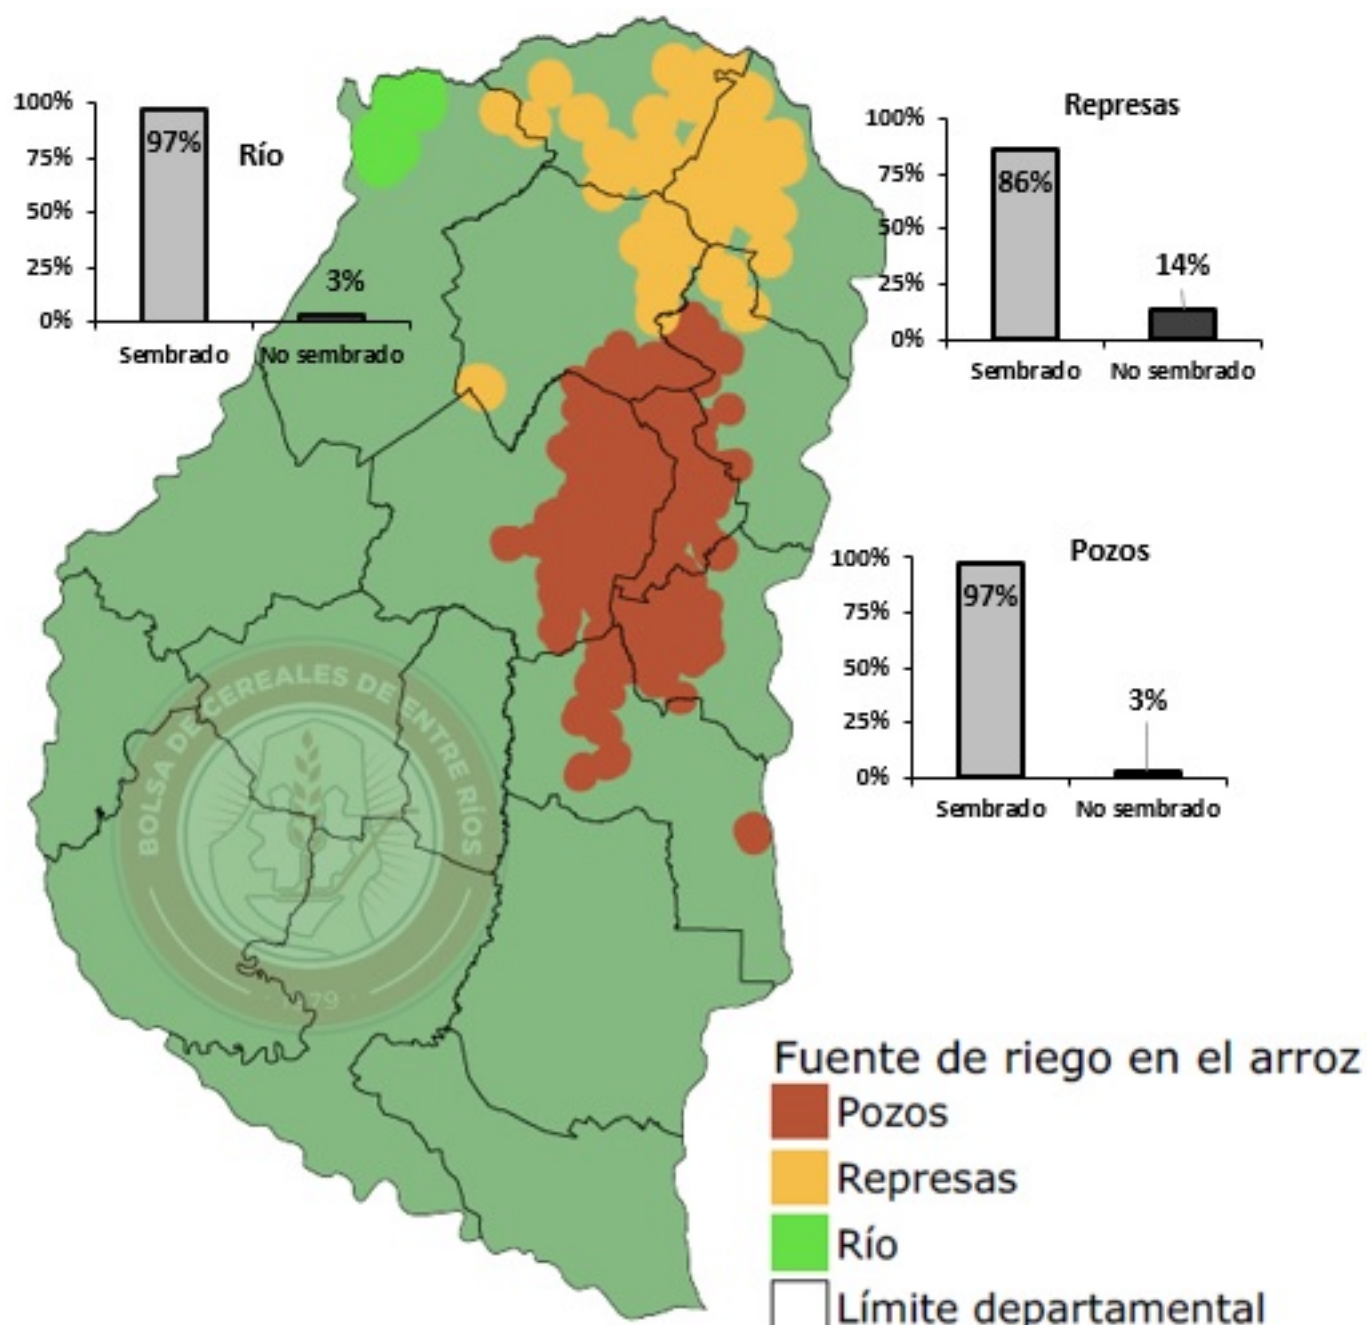 Río
100%
97%
75%
50%
25%
3%
0%
Sembrado
No sembrado
Represas
100%
86%
75%
50%
25%
14%
0%
Sembrado
No sembrado
Pozos
100%
97%
75%
50%
25%
3%
0%
Sembrado
No sembrado
BOLSA DE CEREALES DE ENTRE RÍOS
Fuente de riego en el arroz
Pozos
Represas
Río
Límite departamental